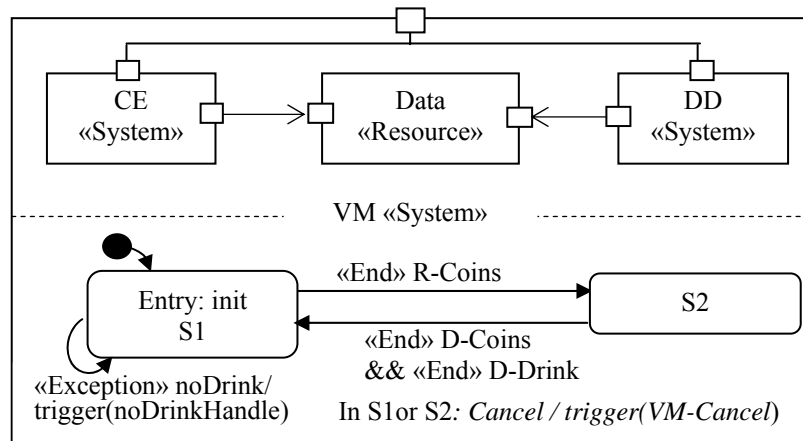 CE
«System»
Data
«Resource»
DD
«System»
VM «System»
Entry: init
S1
«End» R-Coins
S2
«End» D-Coins
&& «End» D-Drink
«Exception» noDrink/
trigger(noDrinkHandle)
In S1or S2: Cancel / trigger(VM-Cancel)